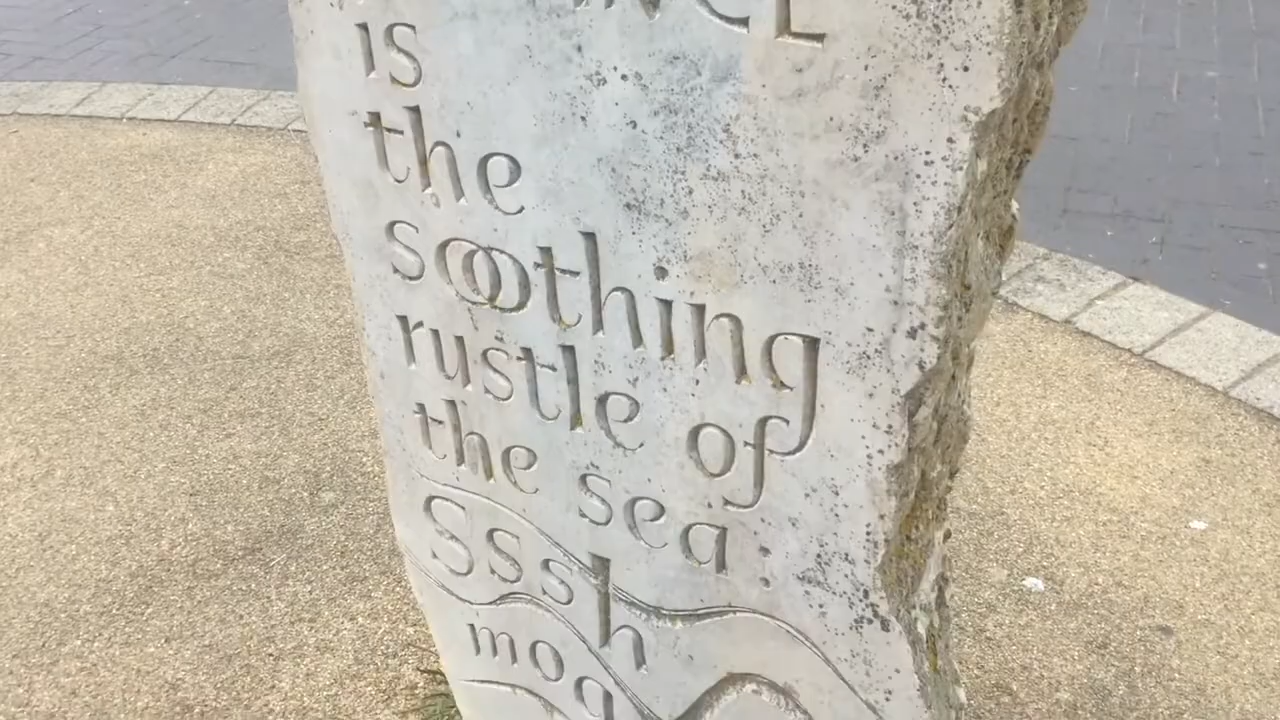 is
the
soothing
rustle of
the sea:
Sssh